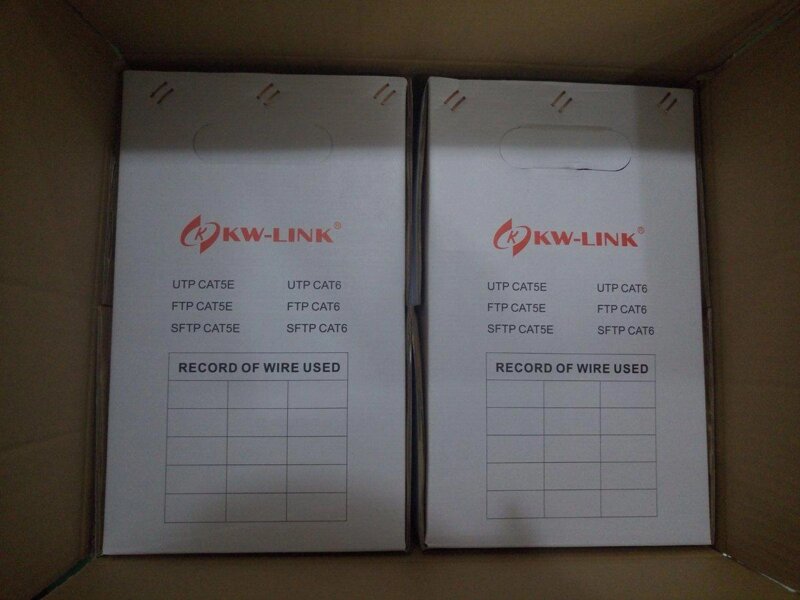 KW-LINK®
UTP CAT5E UTP CAT6
FTP CAT5E FTP CAT6
SFTP CAT5E SFTP CAT6
RECORD OF WIRE USED
KW-LINK®
UTP CAT5E UTP CAT6
FTP CAT5E FTP CAT6
SFTP CAT5E SFTP CAT6
RECORD OF WIRE USED